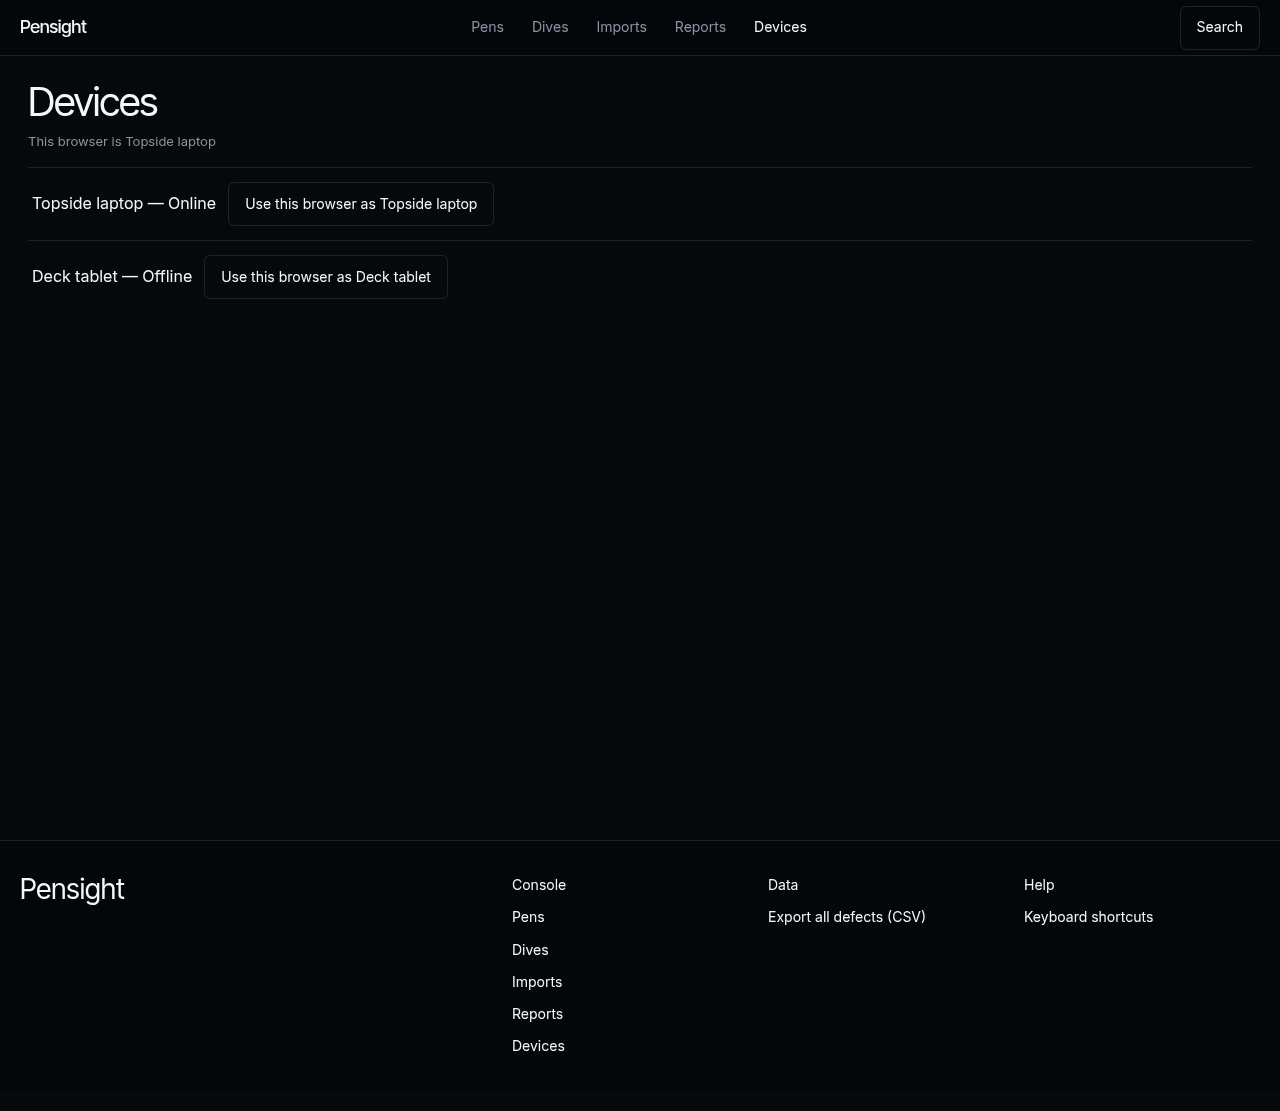 Pensight
Pens Dives Imports Reports Devices
Search
Devices
This browser is Topside laptop
Topside laptop — Online
Use this browser as Topside laptop
Deck tablet — Offline
Use this browser as Deck tablet
Pensight
Console
Pens
Dives
Imports
Reports
Devices
Data
Export all defects (CSV)
Help
Keyboard shortcuts